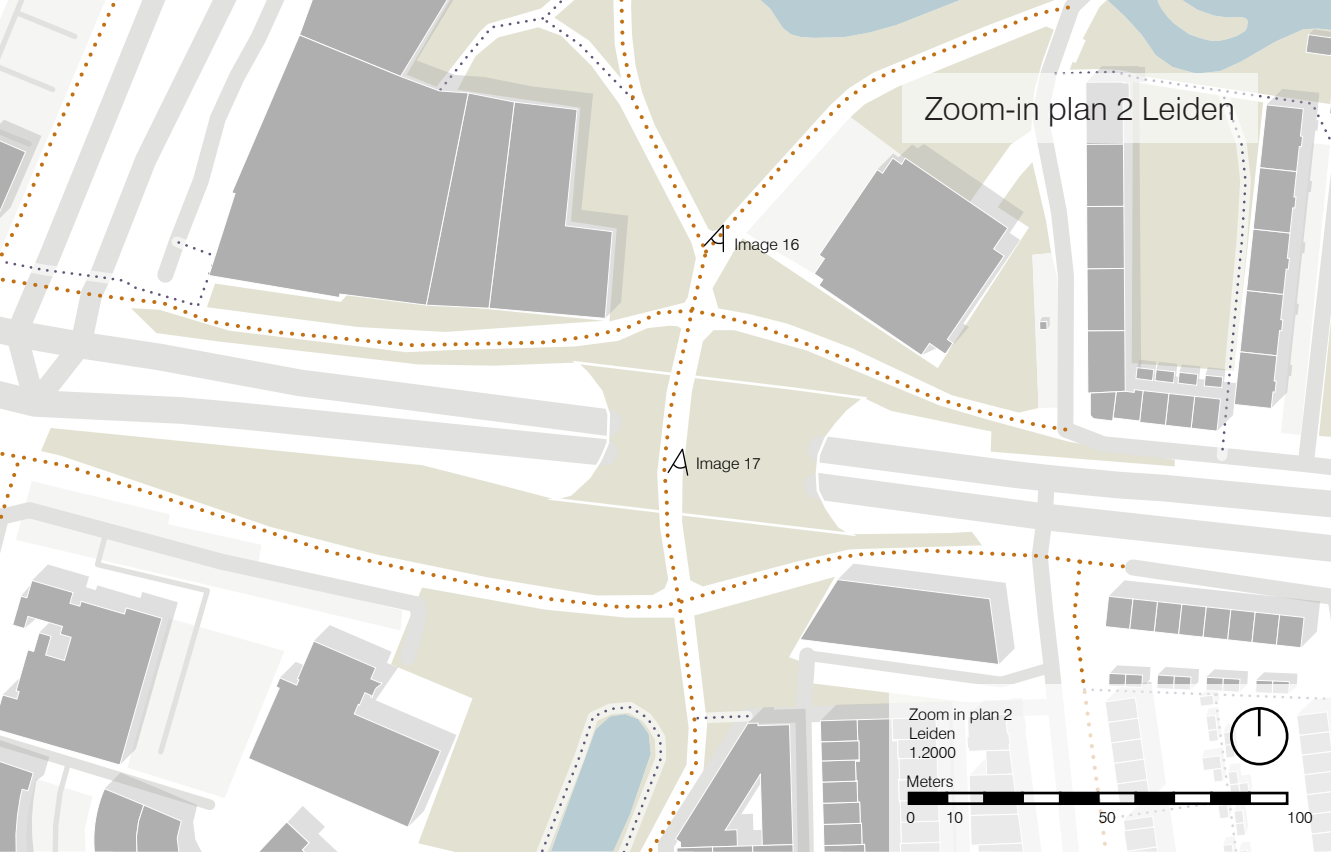 Zoom-in plan 2 Leiden
Image 16
Image 17
Zoom in plan 2
Leiden
1.2000
Meters
0 10 50 100